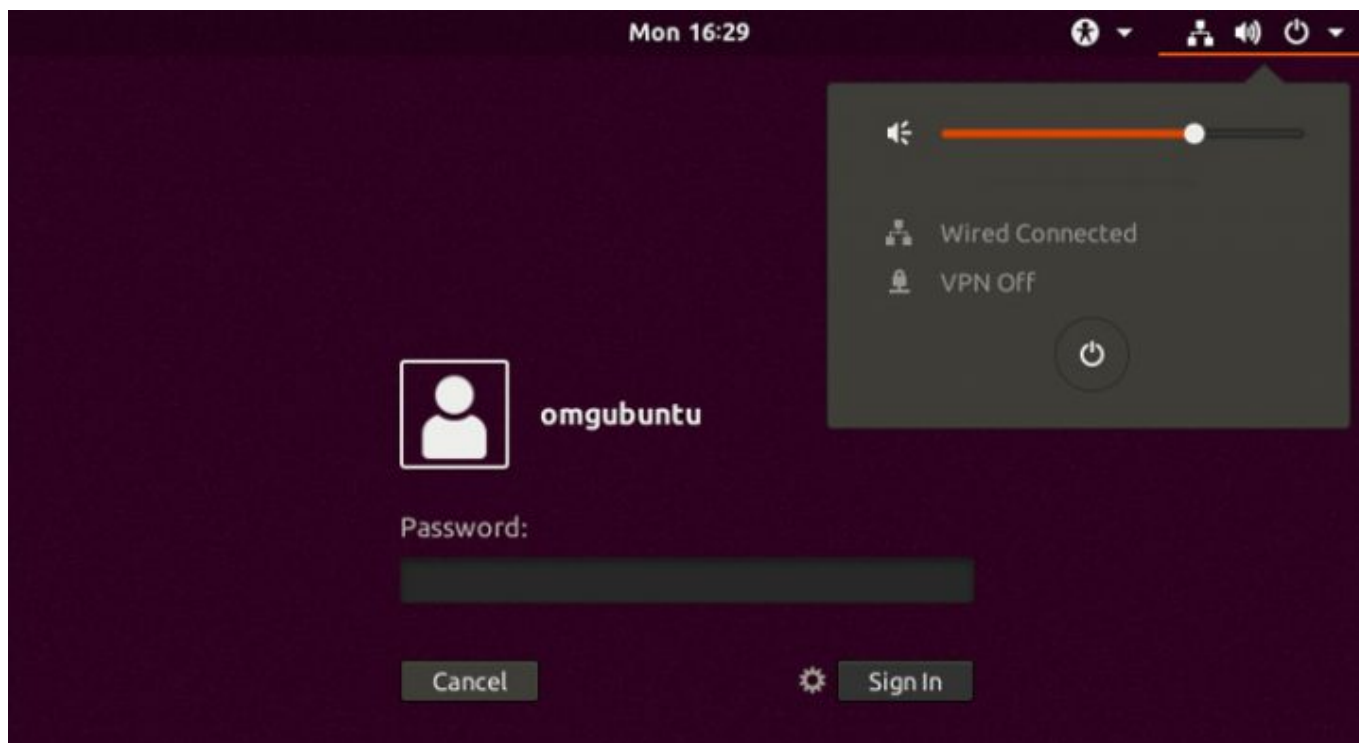 Mon 16:29
Wired Connected
VPN Off
omgubuntu
Password:
Cancel
Sign In